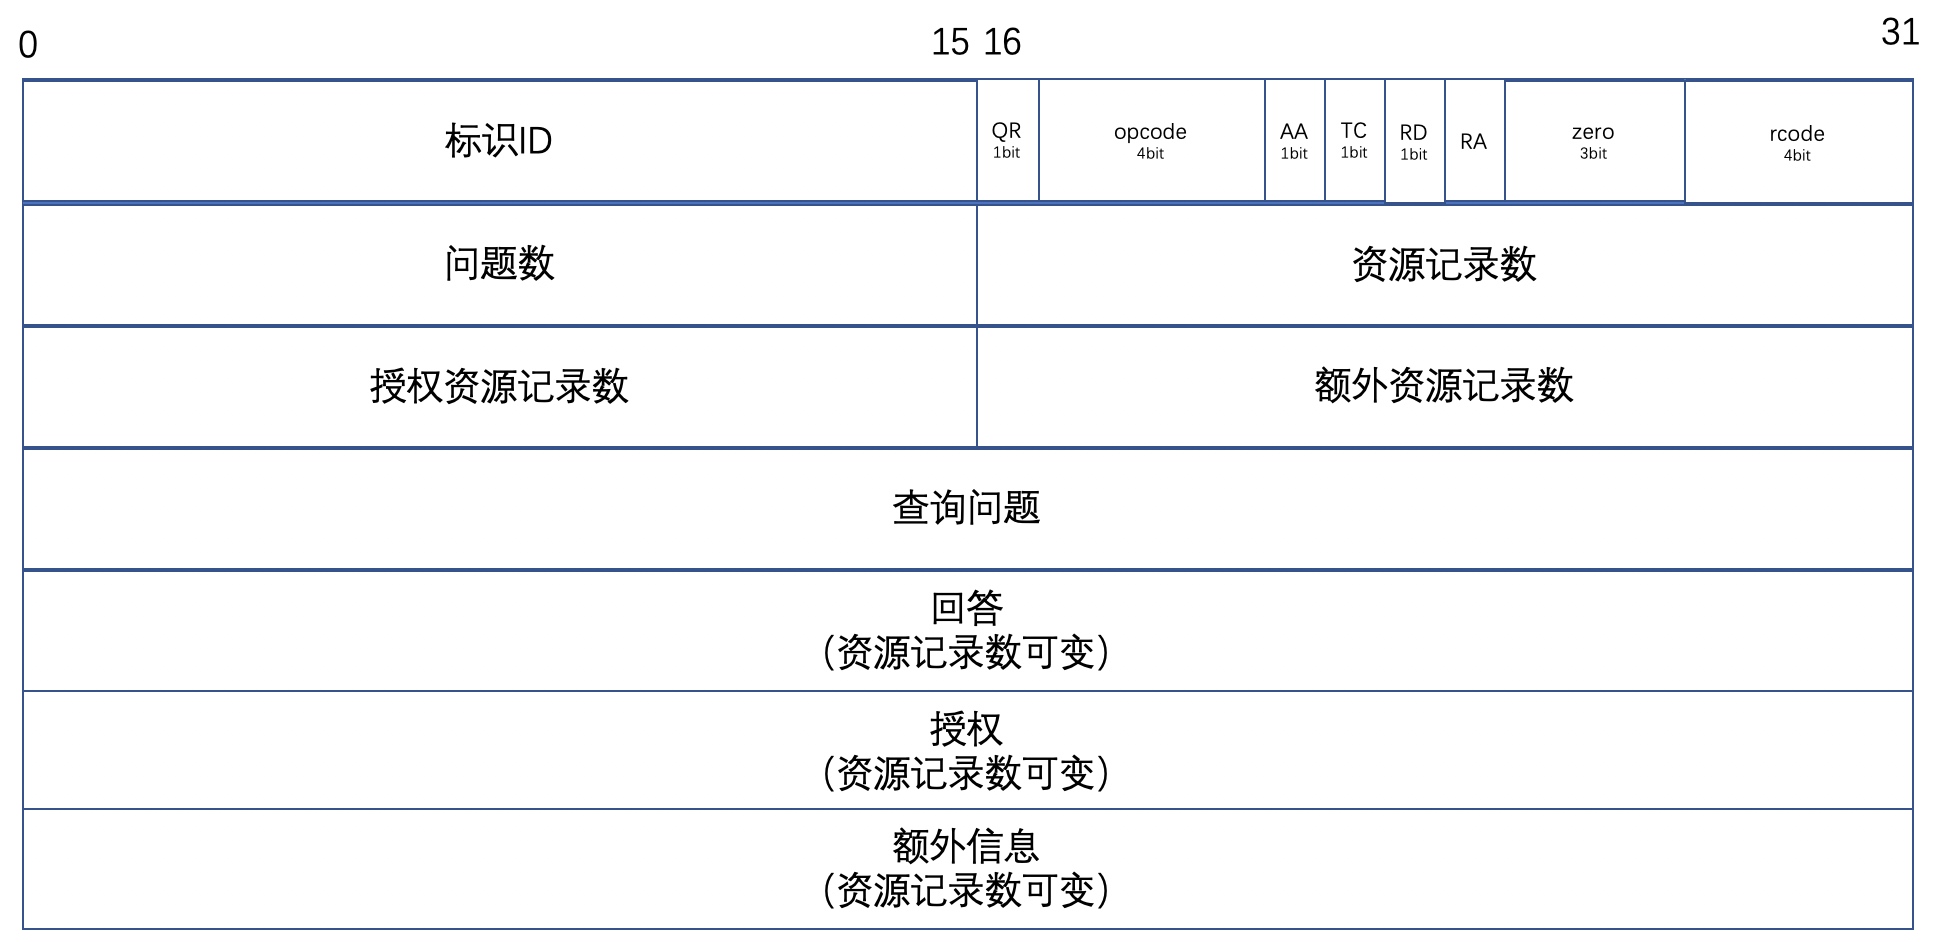 0 15 16 31
标识ID
QR
1bit
opcode
4bit
AA
1bit
TC
1bit
RD
1bit
RA
zero
3bit
rcode
4bit
问题数
资源记录数
授权资源记录数
额外资源记录数
查询问题
回答
（资源记录数可变）
授权
（资源记录数可变）
额外信息
（资源记录数可变）